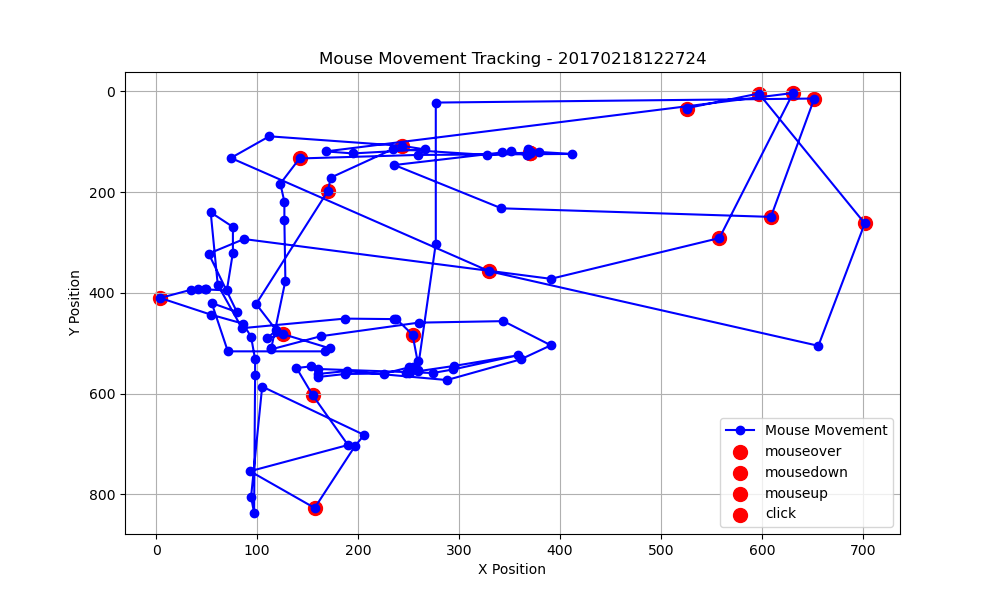 Mouse Movement Tracking - 20170218122724
Y Position
0
200
400
600
800
0 100 200 300 400 500 600 700
X Position
Mouse Movement
mouseover
mousedown
mouseup
click